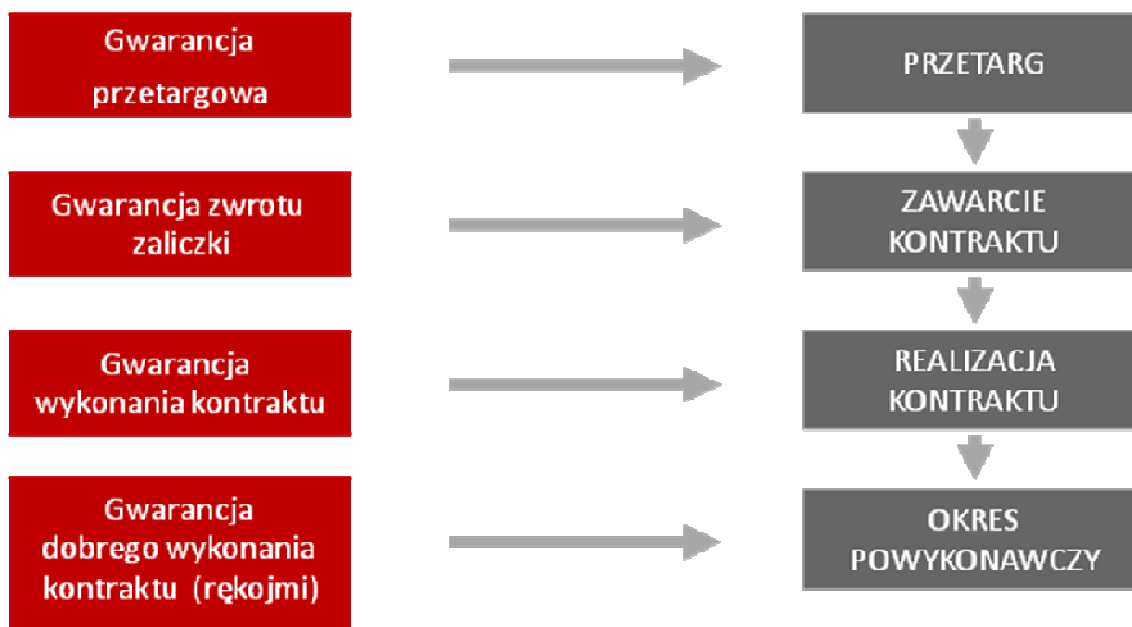 Gwarancja
przetargowa
PRZETARG
Gwarancja zwrotu
zaliczki
ZAWARCIE
KONTRAKTU
Gwarancja
wykonania kontraktu
REALIZACJA
KONTRAKTU
Gwarancja
dobrego wykonania
kontraktu (rękojmi)
OKRES
POWYKONAWCZY